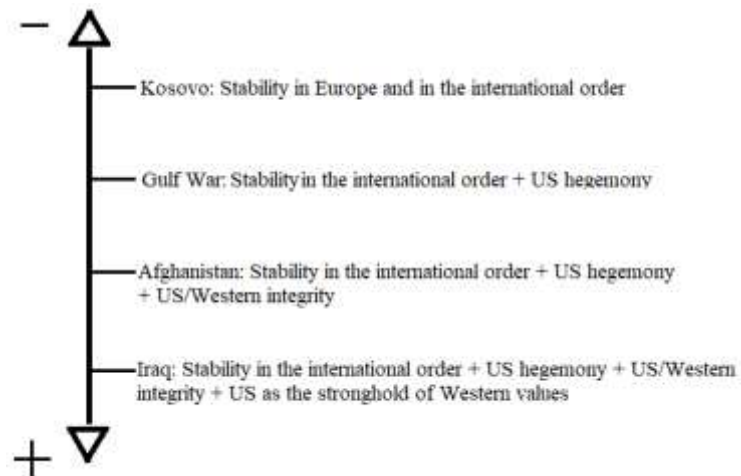 −
Kosovo: Stability in Europe and in the international order
Gulf War: Stability in the international order + US hegemony
Afghanistan: Stability in the international order + US hegemony
+ US/Western integrity
Iraq: Stability in the international order + US hegemony + US/Western
integrity + US as the stronghold of Western values
+